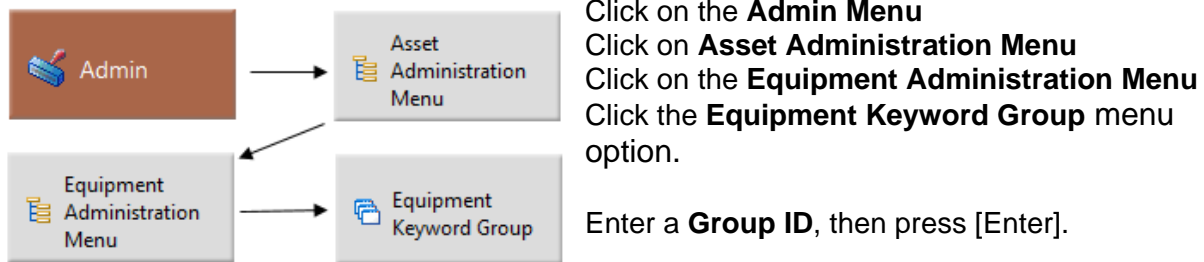 Admin
Asset
Administration
Menu
Equipment
Administration
Menu
Equipment
Keyword Group
Click on the Admin Menu
Click on Asset Administration Menu
Click on the Equipment Administration Menu
Click the Equipment Keyword Group menu
option.
Enter a Group ID, then press [Enter].